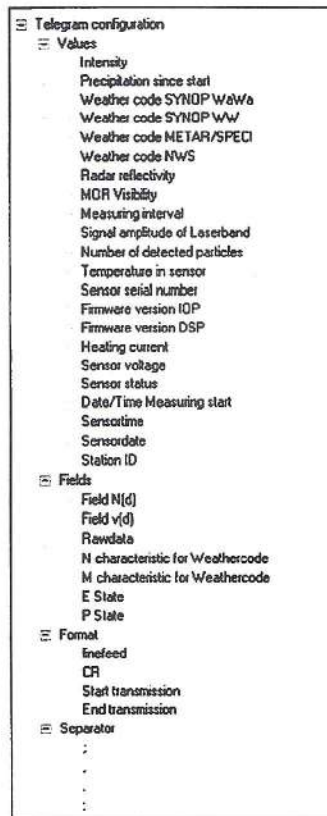 Telegram configuration
Values
Intensity
Precipitation since start
Weather code SYNOP WaWa
Weather code SYNOP WW
Weather code METAR/SPECI
Weather code NWS
Radar reflectivity
MOR Visibility
Measuring interval
Signal amplitude of Laserband
Number of detected particles
Temperature in sensor
Sensor serial number
Firmware version IOP
Firmware version DSP
Heating current
Sensor voltage
Sensor status
Date/Time Measuring start
Sensortime
Sensordate
Station ID
Fields
Field N(d)
Field v(d)
Rawdata
N characteristic for Weathercode
M characteristic for Weathercode
E State
P State
Format
linefeed
CR
Start transmission
End transmission
Separator
;
: